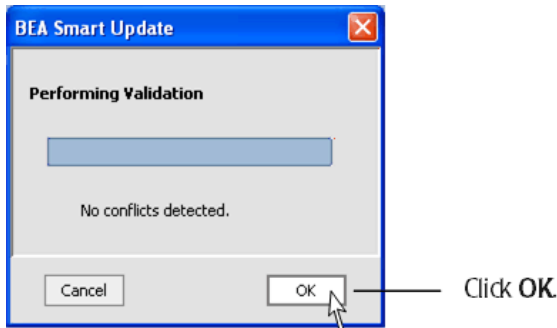 BEA Smart Update
Performing Validation
No conflicts detected.
Cancel
OK
Click OK.